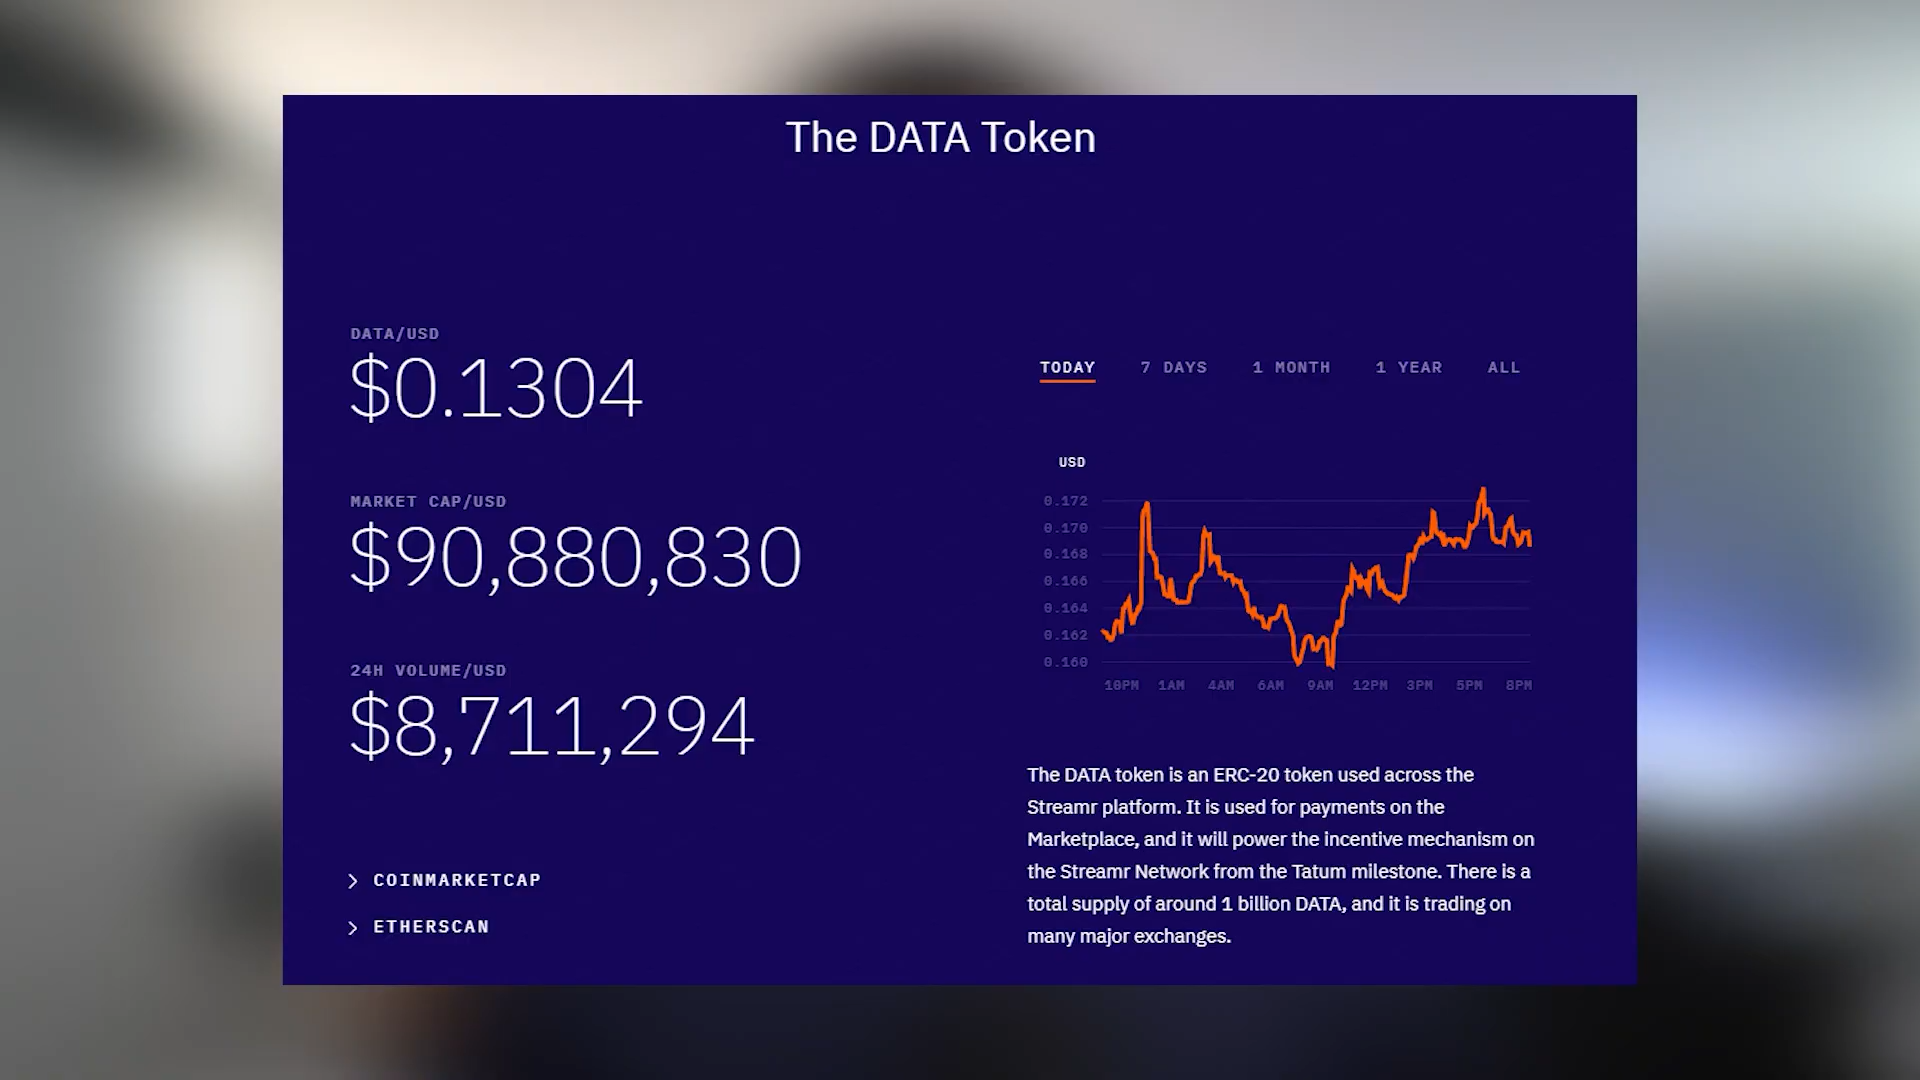 The DATA Token
DATA/USD
$0.1304
MARKET CAP/USD
$90,880,830
24H VOLUME/USD
$8,711,294
> COINMARKETCAP
> ETHERSCAN
TODAY 7 DAYS 1 MONTH 1 YEAR ALL
USD
0.172
0.170
0.168
0.166
0.164
0.162
0.160
10PM 1AM 4AM 6AM 9AM 12PM 3PM 5PM 8PM
The DATA token is an ERC-20 token used across the
Streamr platform. It is used for payments on the
Marketplace, and it will power the incentive mechanism on
the Streamr Network from the Tatum milestone. There is a
total supply of around 1 billion DATA, and it is trading on
many major exchanges.